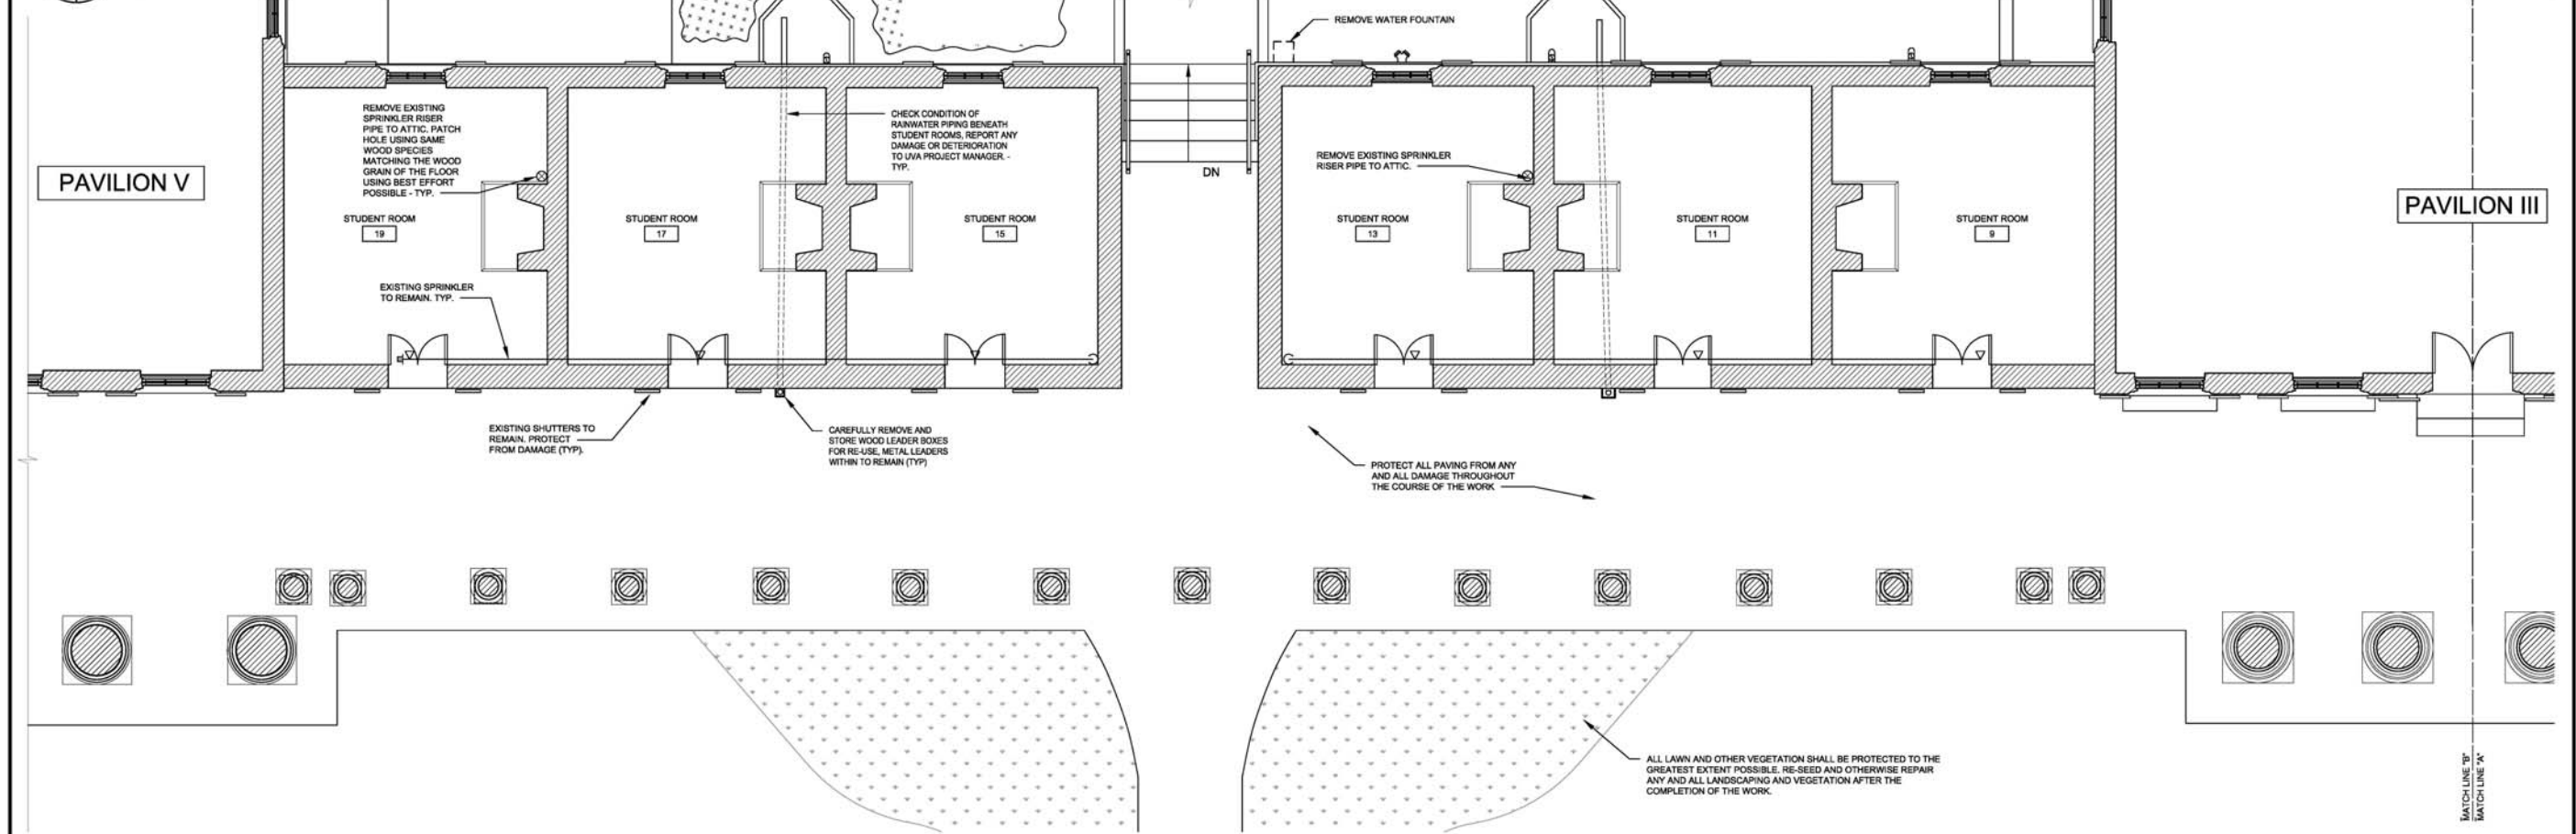 REMOVE WATER FOUNTAIN
REMOVE EXISTING
SPRINKLER RISER
PIPE TO ATTIC. PATCH
HOLE USING SAME
WOOD SPECIES
MATCHING THE WOOD
GRAIN OF THE FLOOR
USING BEST EFFORT
POSSIBLE - TYP.
CHECK CONDITION OF
RAINWATER PIPING BENEATH
STUDENT ROOMS, REPORT ANY
DAMAGE OR DETERIORATION
TO UVA PROJECT MANAGER. -
TYP.
DN
REMOVE EXISTING SPRINKLER
RISER PIPE TO ATTIC.
PAVILION V
PAVILION III
STUDENT ROOM
19
STUDENT ROOM
17
STUDENT ROOM
15
STUDENT ROOM
13
STUDENT ROOM
11
STUDENT ROOM
9
EXISTING SPRINKLER
TO REMAIN. TYP.
EXISTING SHUTTERS TO
REMAIN. PROTECT
FROM DAMAGE (TYP).
CAREFULLY REMOVE AND
STORE WOOD LEADER BOXES
FOR RE-USE, METAL LEADERS
WITHIN TO REMAIN (TYP)
PROTECT ALL PAVING FROM ANY
AND ALL DAMAGE THROUGHOUT
THE COURSE OF THE WORK
ALL LAWN AND OTHER VEGETATION SHALL BE PROTECTED TO THE
GREATEST EXTENT POSSIBLE. RE-SEED AND OTHERWISE REPAIR
ANY AND ALL LANDSCAPING AND VEGETATION AFTER THE
COMPLETION OF THE WORK.
MATCH LINE "B"
MATCH LINE "A"